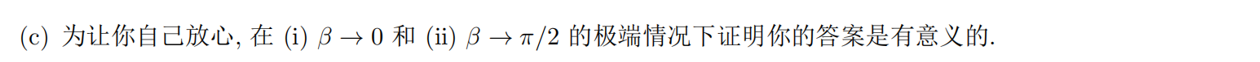 (c) 为让你自己放心, 在 (i) β → 0 和 (ii) β → π/2 的极端情况下证明你的答案是有意义的.